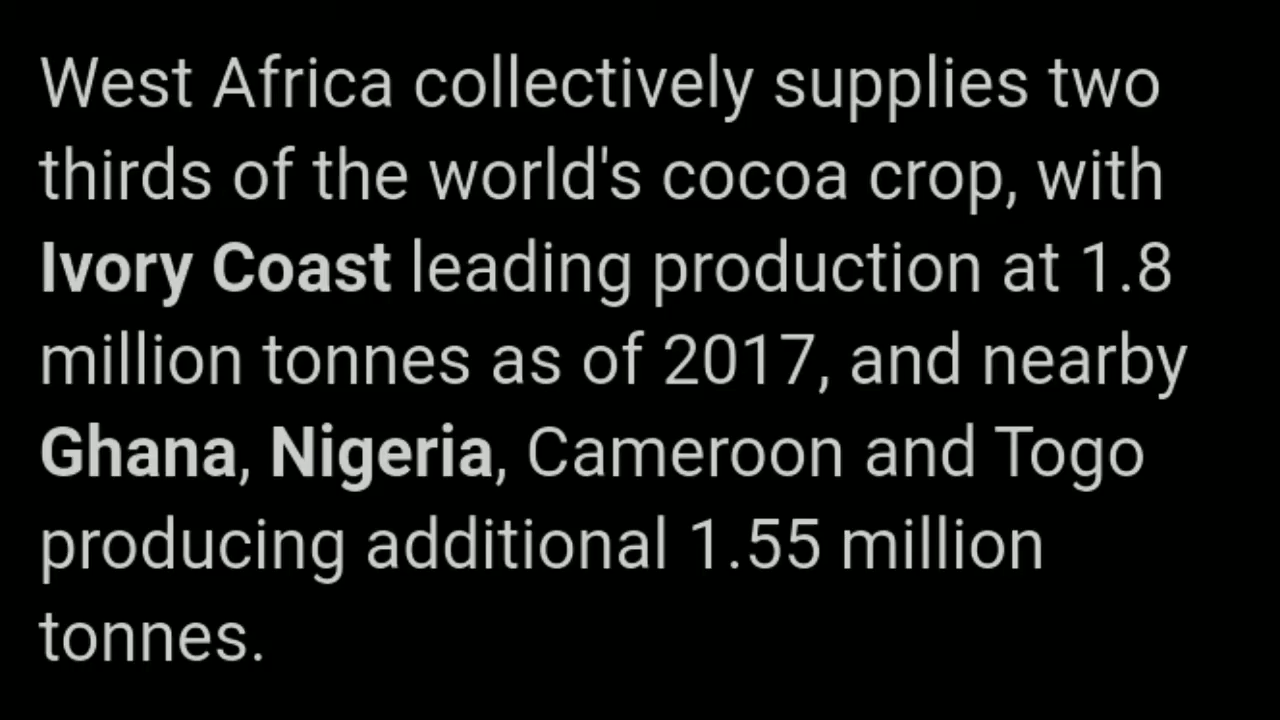 West Africa collectively supplies two
thirds of the world's cocoa crop, with
Ivory Coast leading production at 1.8
million tonnes as of 2017, and nearby
Ghana, Nigeria, Cameroon and Togo
producing additional 1.55 million
tonnes.